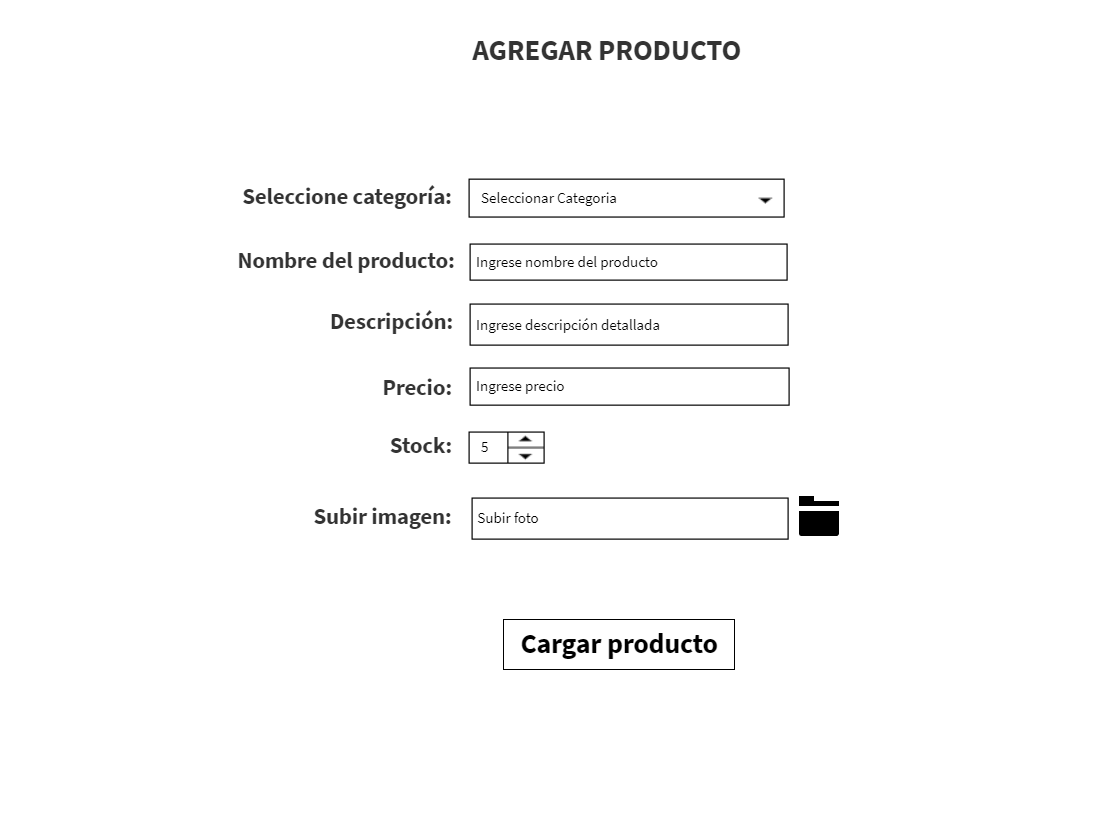 AGREGAR PRODUCTO
Seleccione categoría: Seleccionar Categoria
Nombre del producto: Ingrese nombre del producto
Descripción: Ingrese descripción detallada
Precio: Ingrese precio
Stock: 5
Subir imagen: Subir foto
Cargar producto